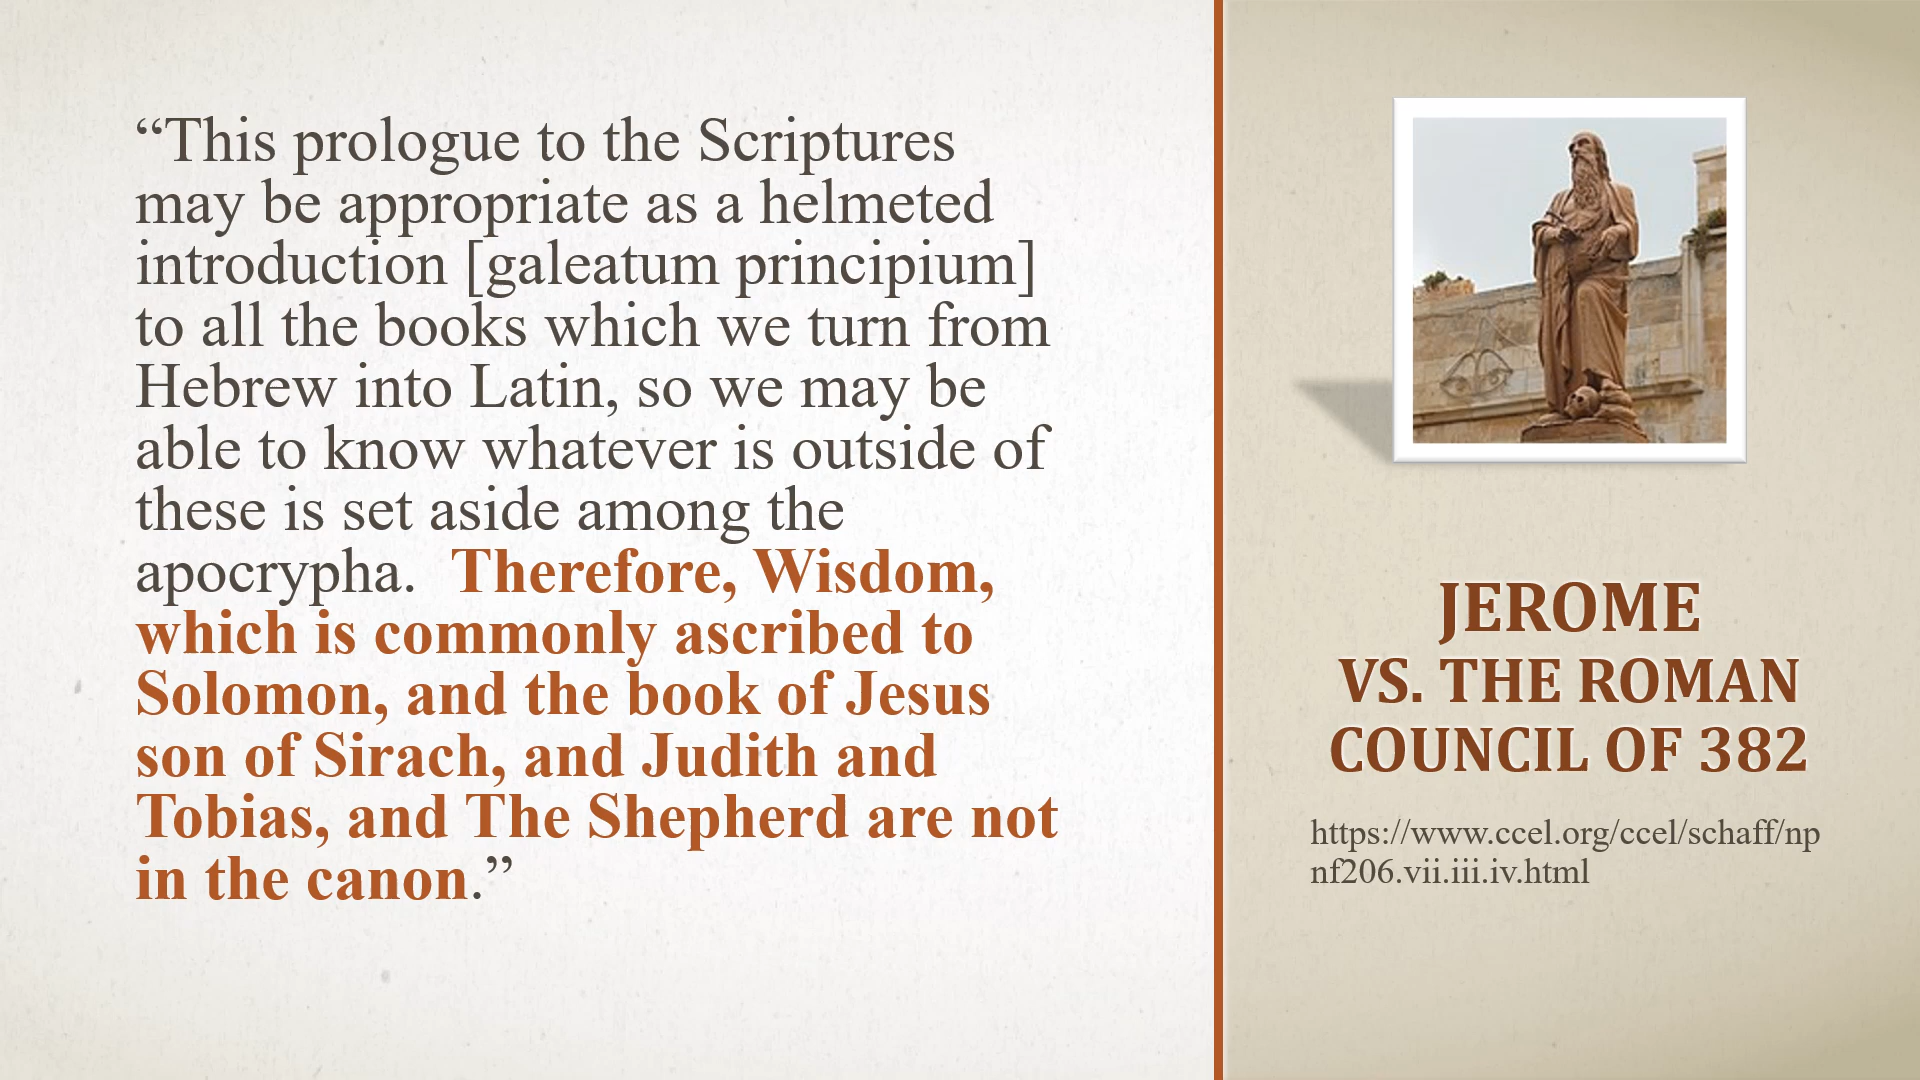 “This prologue to the Scriptures
may be appropriate as a helmeted
introduction [galeatum principium]
to all the books which we turn from
Hebrew into Latin, so we may be
able to know whatever is outside of
these is set aside among the
apocrypha.  Therefore, Wisdom,
which is commonly ascribed to
Solomon, and the book of Jesus
son of Sirach, and Judith and
Tobias, and The Shepherd are not
in the canon.”
JEROME
VS. THE ROMAN
COUNCIL OF 382
https://www.ccel.org/ccel/schaff/np
nf206.vii.iii.iv.html